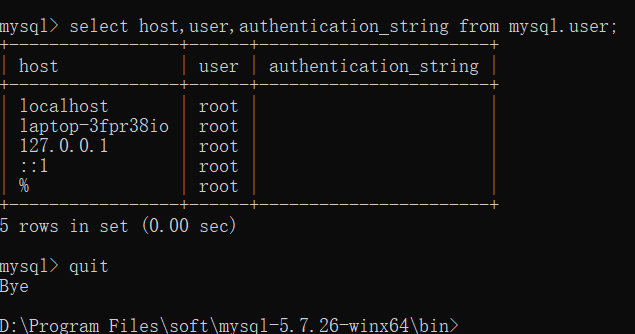 mysql> select host,user,authentication_string from mysql.user;
+-----------------+------+-----------------------+
| host            | user | authentication_string |
+-----------------+------+-----------------------+
| localhost       | root |                       |
| laptop-3fpr38io | root |                       |
| 127.0.0.1       | root |                       |
| ::1             | root |                       |
| %               | root |                       |
+-----------------+------+-----------------------+
5 rows in set (0.00 sec)
mysql> quit
Bye
D:\Program Files\soft\mysql-5.7.26-winx64\bin>